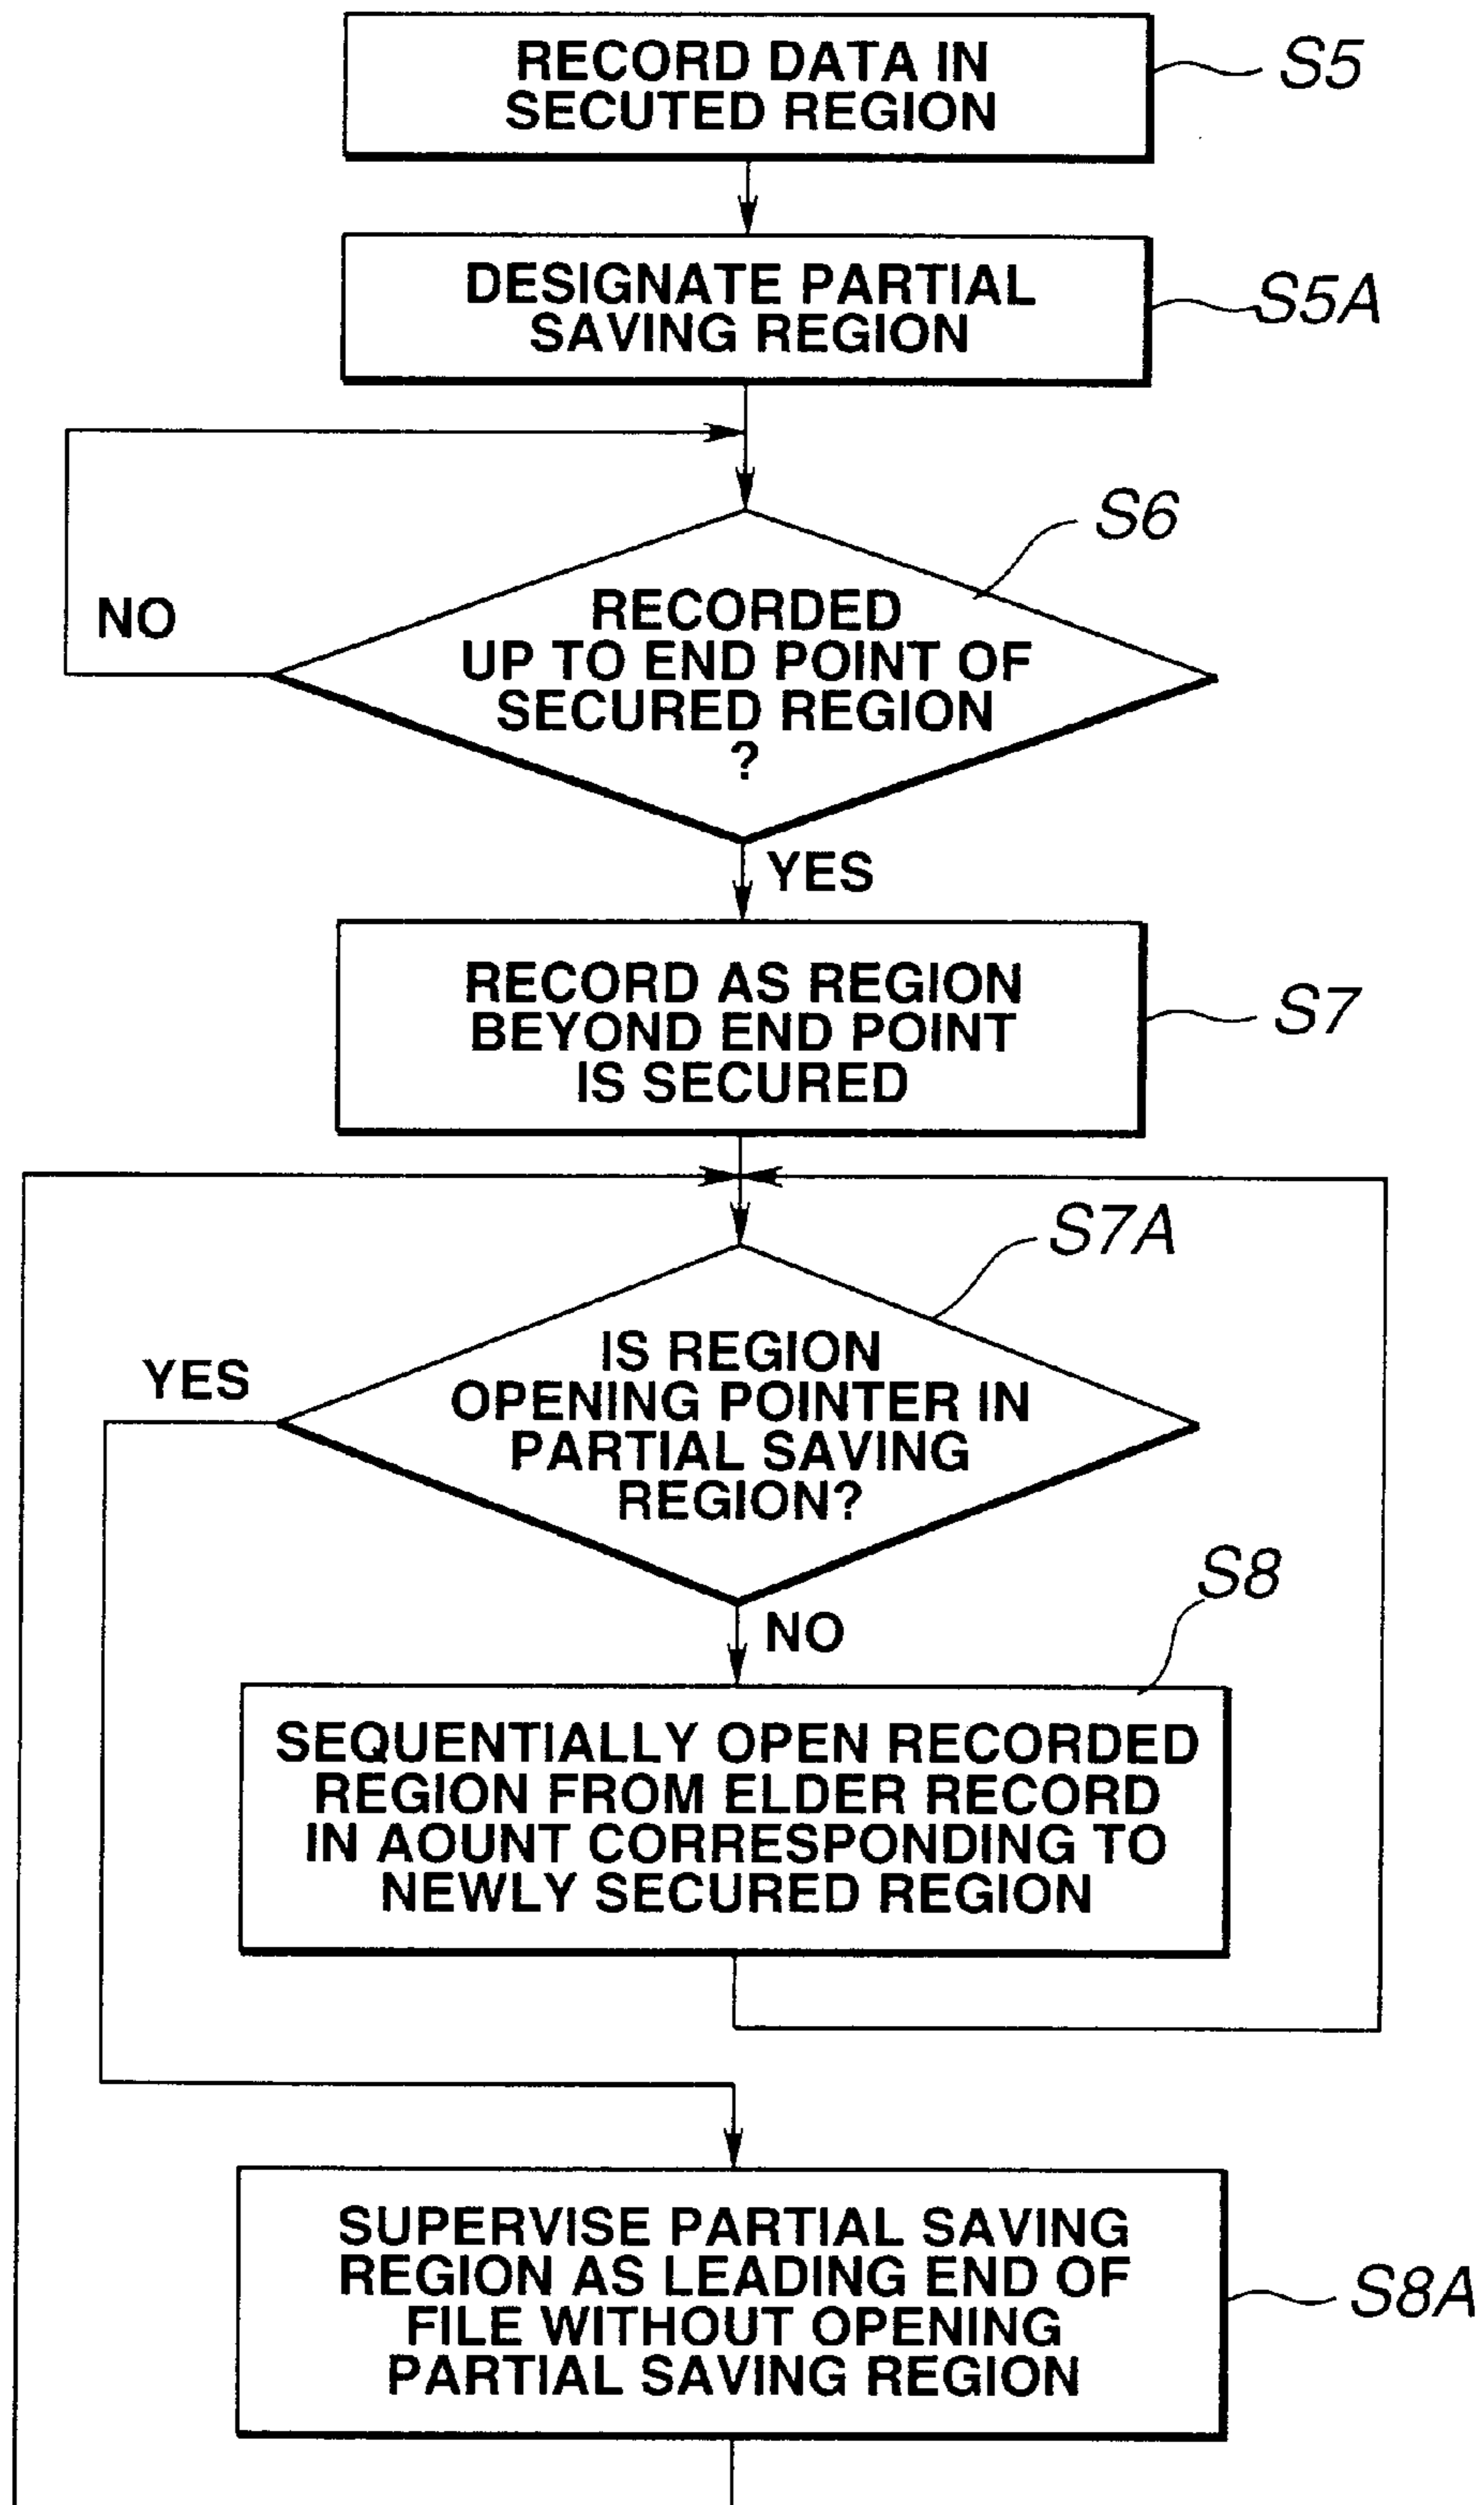 RECORD DATA IN
SECUTED REGION
S5
DESIGNATE PARTIAL
SAVING REGION
S5A
S6
NO
RECORDED
UP TO END POINT OF
SECURED REGION
?
YES
RECORD AS REGION
BEYOND END POINT
IS SECURED
S7
S7A
YES
IS REGION
OPENING POINTER IN
PARTIAL SAVING
REGION?
S8
NO
SEQUENTIALLY OPEN RECORDED
REGION FROM ELDER RECORD
IN AOUNT CORRESPONDING TO
NEWLY SECURED REGION
SUPERVISE PARTIAL SAVING
REGION AS LEADING END OF
FILE WITHOUT OPENING
PARTIAL SAVING REGION
S8A